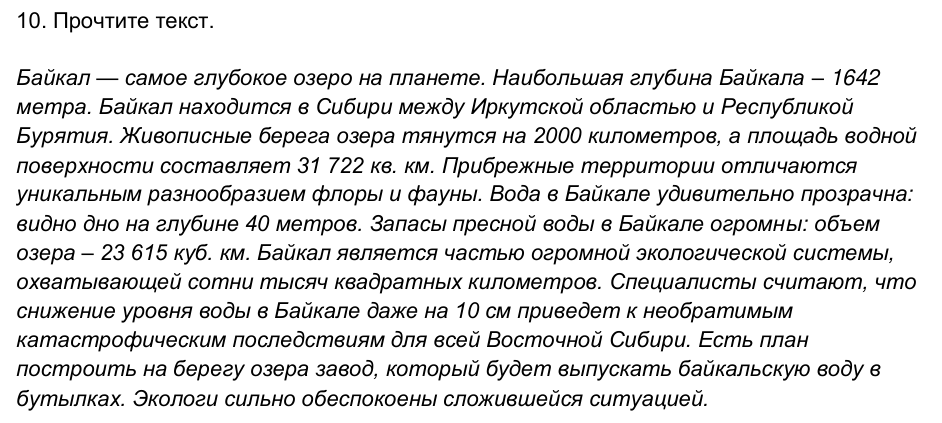 10. Прочтите текст.
Байкал — самое глубокое озеро на планете. Наибольшая глубина Байкала – 1642
метра. Байкал находится в Сибири между Иркутской областью и Республикой
Бурятия. Живописные берега озера тянутся на 2000 километров, а площадь водной
поверхности составляет 31 722 кв. км. Прибрежные территории отличаются
уникальным разнообразием флоры и фауны. Вода в Байкале удивительно прозрачна:
видно дно на глубине 40 метров. Запасы пресной воды в Байкале огромны: объем
озера – 23 615 куб. км. Байкал является частью огромной экологической системы,
охватывающей сотни тысяч квадратных километров. Специалисты считают, что
снижение уровня воды в Байкале даже на 10 см приведет к необратимым
катастрофическим последствиям для всей Восточной Сибири. Есть план
построить на берегу озера завод, который будет выпускать байкальскую воду в
бутылках. Экологи сильно обеспокоены сложившейся ситуацией.